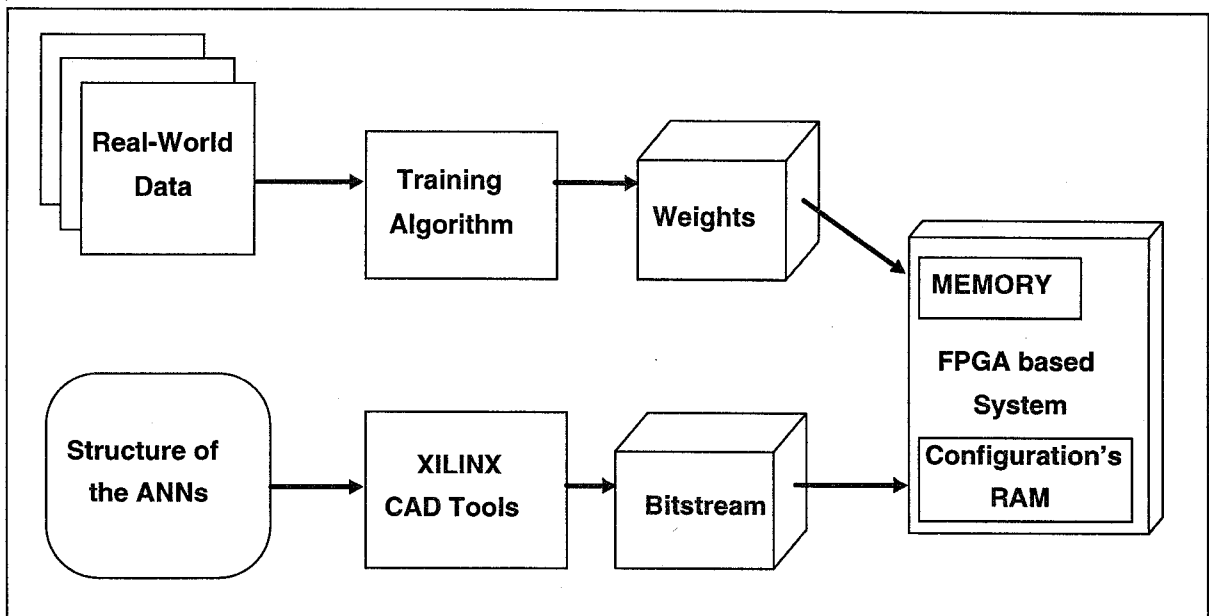 Real-World
Data
Training
Algorithm
Weights
MEMORY
FPGA based
System
Configuration's
RAM
Structure of
the ANNs
XILINX
CAD Tools
Bitstream